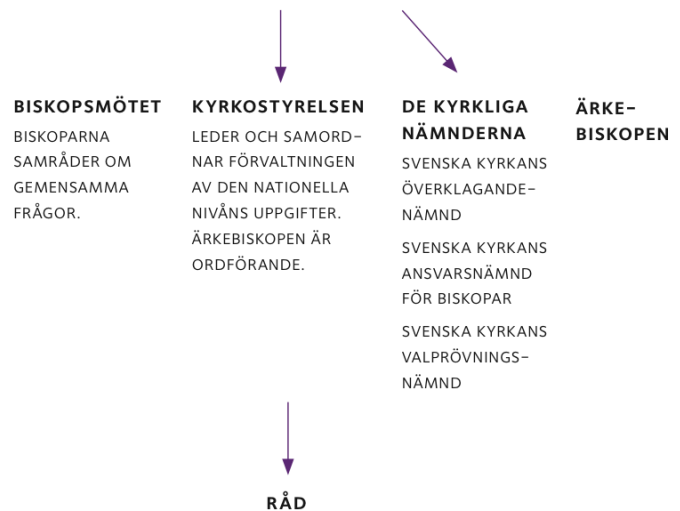 BISKOPSMÖTET
BISKOPARNA
SAMRÅDER OM
GEMENSAMMA
FRÅGOR.
KYRKOSTYRELSEN
LEDER OCH SAMORD–
NAR FÖRVALTNINGEN
AV DEN NATIONELLA
NIVÅNS UPPGIFTER.
ÄRKEBISKOPEN ÄR
ORDFÖRANDE.
DE KYRKLIGA
NÄMNDERNA
SVENSKA KYRKANS
ÖVERKLAGANDE–
NÄMND
SVENSKA KYRKANS
ANSVARSNÄMND
FÖR BISKOPAR
SVENSKA KYRKANS
VALPRÖVNINGS–
NÄMND
ÄRKE–
BISKOPEN
RÅD